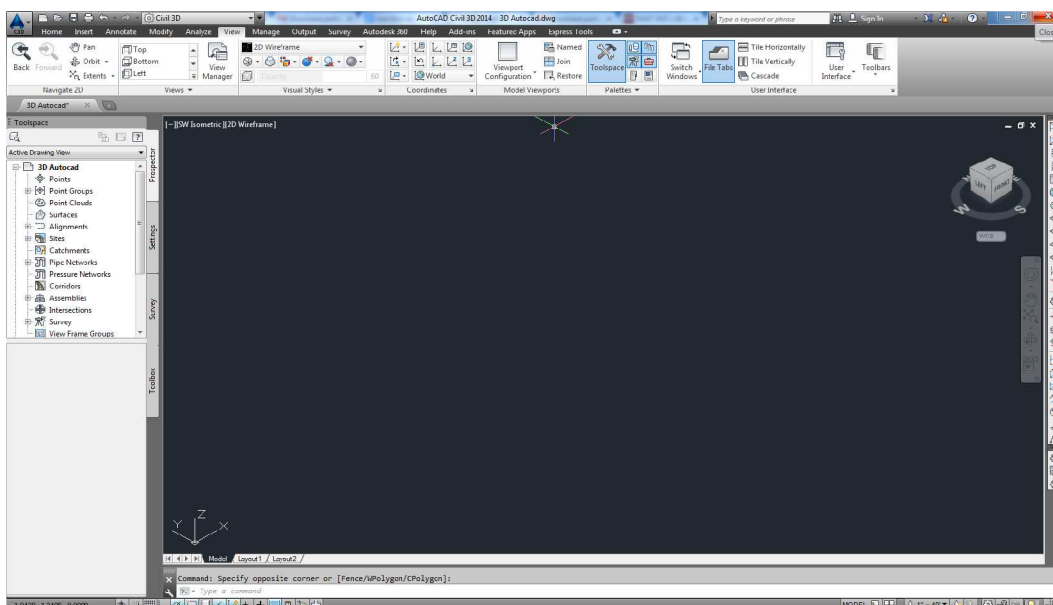 Civil 3D
AutoCAD Civil 3D 2014 3D Autocad.dwg
Type a keyword or phrase
Sign In
C3D
Home Insert Annotate Modify Analyze View Manage Output Survey Autodesk 360 Help Add-ins Featured Apps Express Tools
Clos
Back
Forward
Pan
Orbit
Extents
Navigate 2D
Top
Bottom
Left
Views
View
Manager
2D Wireframe
Opacity
60
Visual Styles
World
Coordinates
Viewport
Configuration
Named
Join
Restore
Model Viewports
Toolspace
Palettes
Switch
Windows
File Tabs
Tile Horizontally
Tile Vertically
Cascade
User
Interface
Toolbars
User Interface
3D Autocad*
Toolspace
Active Drawing View
3D Autocad
Points
Point Groups
Point Clouds
Surfaces
Alignments
Sites
Catchments
Pipe Networks
Pressure Networks
Corridors
Assemblies
Intersections
Survey
View Frame Groups
Prospector
Settings
Survey
Toolbox
[-][SW Isometric][2D Wireframe]
TOP
LEFT
FRONT
W
S
WCS
Z
Y
X
Model Layout1 Layout2
Command: Specify opposite corner or [Fence/WPolygon/CPolygon]:
Type a command
MODEL